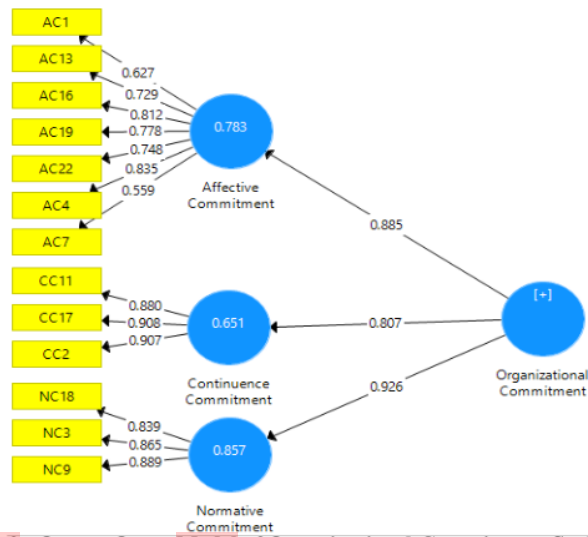 AC1
AC13
AC16
AC19
AC22
AC4
AC7
0.627
0.729
0.812
0.778
0.748
0.835
0.559
0.783
Affective
Commitment
0.885
CC11
CC17
CC2
0.880
0.908
0.907
0.651
Continuence
Commitment
0.807
[+]
Organizational
Commitment
0.926
NC18
NC3
NC9
0.839
0.865
0.889
0.857
Normative
Commitment